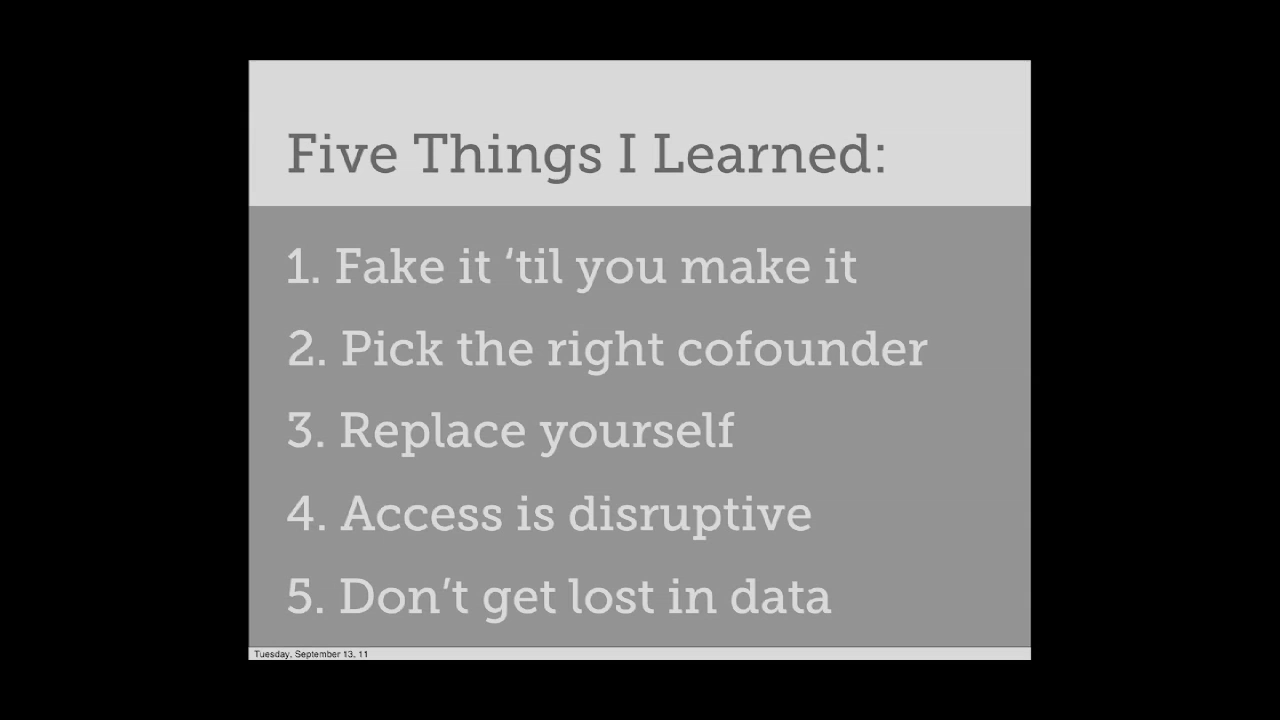 Five Things I Learned:
1. Fake it ‘til you make it
2. Pick the right cofounder
3. Replace yourself
4. Access is disruptive
5. Don’t get lost in data
Tuesday, September 13, 11